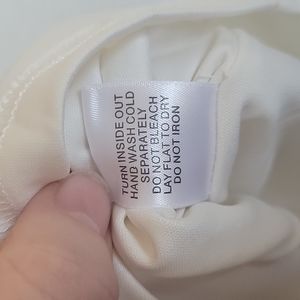 TURN INSIDE OUT
HAND WASH COLD
SEPARATELY
DO NOT BLEACH
LAY FLAT TO DRY
DO NOT IRON